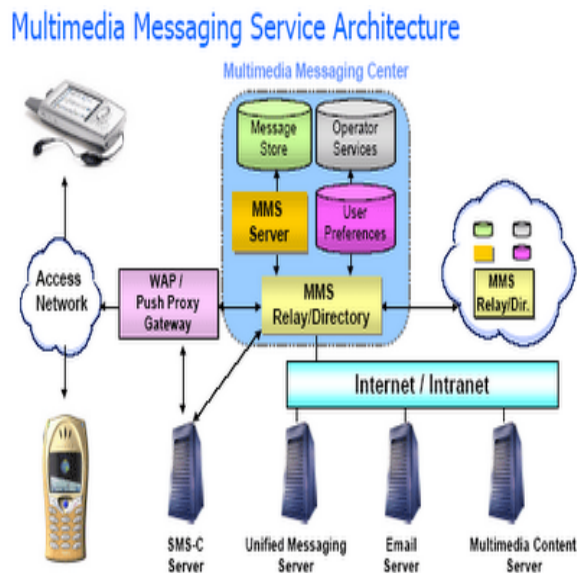 Multimedia Messaging Service Architecture
Multimedia Messaging Center
Message
Store
Operator
Services
MMS
Server
User
Preferences
Access
Network
WAP /
Push Proxy
Gateway
MMS
Relay/Directory
MMS
Relay/Dir.
Internet / Intranet
SMS-C
Server
Unified Messaging
Server
Email
Server
Multimedia Content
Server